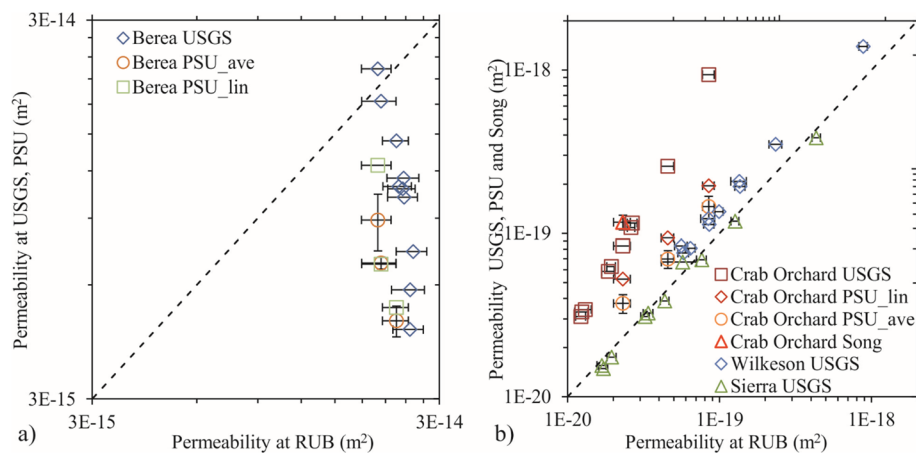 3E-14
Berea USGS
Berea PSU_ave
Berea PSU_lin
Permeability at USGS, PSU (m²)
3E-15
3E-15
3E-14
a)
Permeability at RUB (m²)
1E-18
Permeability USGS, PSU and Song (m²)
1E-19
Crab Orchard USGS
Crab Orchard PSU_lin
Crab Orchard PSU_ave
Crab Orchard Song
Wilkeson USGS
Sierra USGS
1E-20
1E-20
1E-19
1E-18
b)
Permeability at RUB (m²)